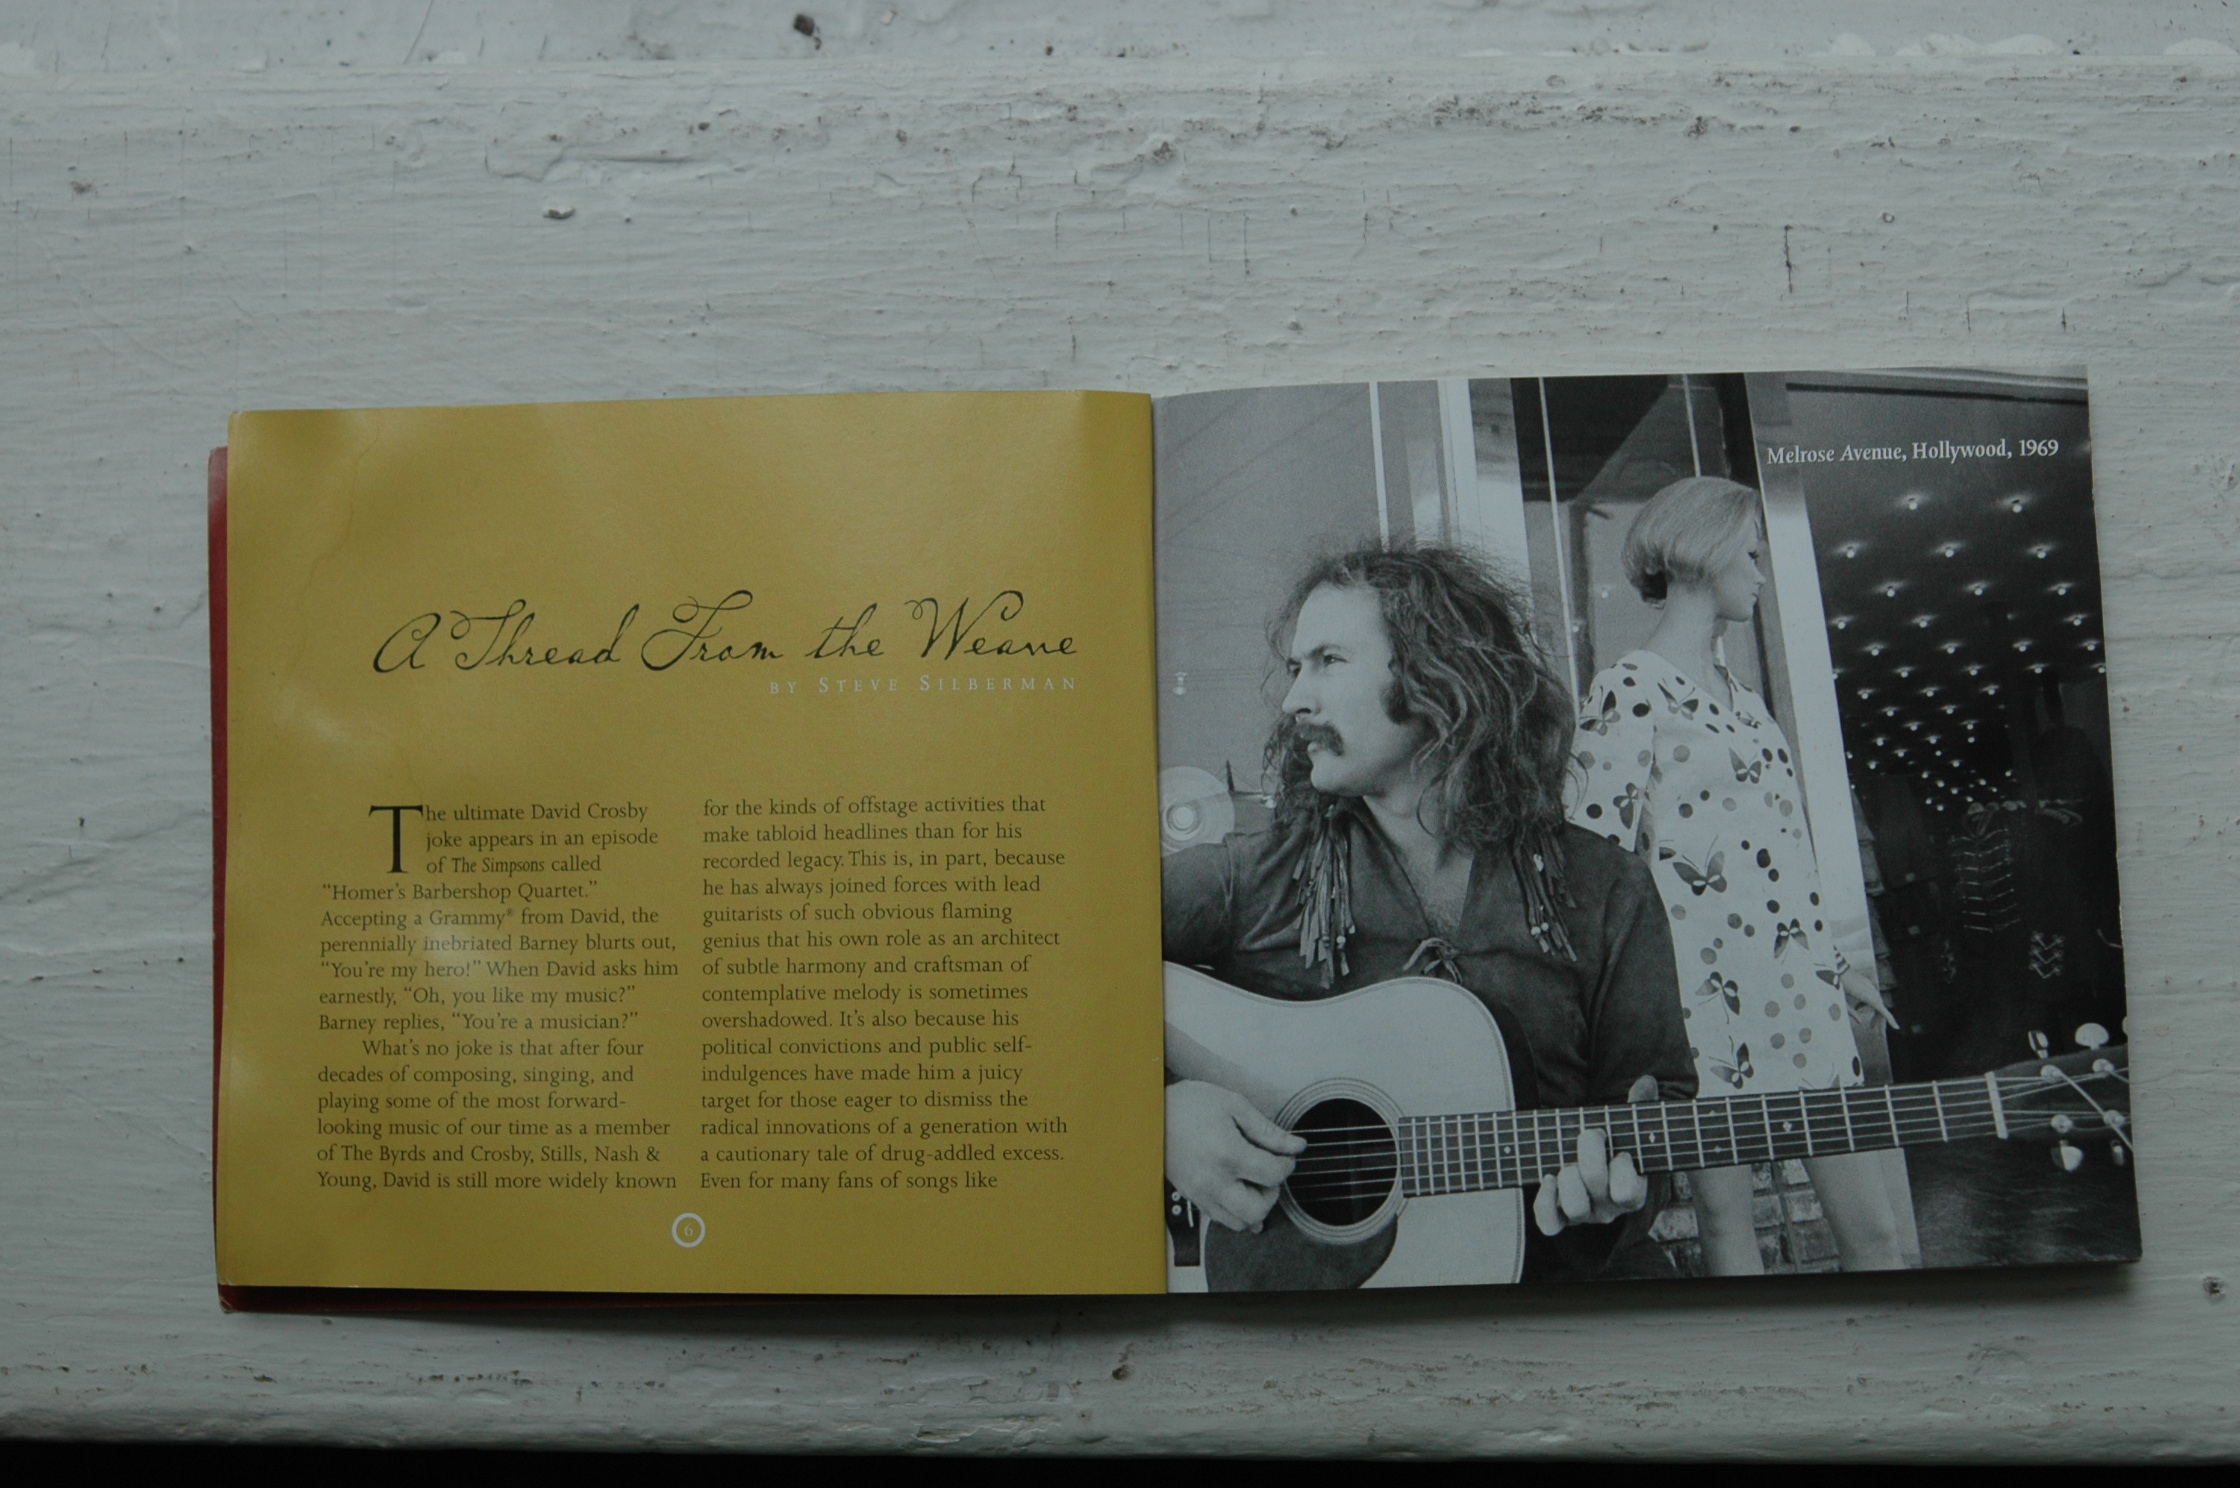 A Thread From the Weave
BY STEVE SILBERMAN
The ultimate David Crosby
joke appears in an episode
of The Simpsons called
“Homer’s Barbershop Quartet.”
Accepting a Grammy® from David, the
perennially inebriated Barney blurts out,
“You’re my hero!” When David asks him
earnestly, “Oh, you like my music?”
Barney replies, “You’re a musician?”
What’s no joke is that after four
decades of composing, singing, and
playing some of the most forward-
looking music of our time as a member
of The Byrds and Crosby, Stills, Nash &
Young, David is still more widely known
for the kinds of offstage activities that
make tabloid headlines than for his
recorded legacy. This is, in part, because
he has always joined forces with lead
guitarists of such obvious flaming
genius that his own role as an architect
of subtle harmony and craftsman of
contemplative melody is sometimes
overshadowed. It’s also because his
political convictions and public self-
indulgences have made him a juicy
target for those eager to dismiss the
radical innovations of a generation with
a cautionary tale of drug-addled excess.
Even for many fans of songs like
6
Melrose Avenue, Hollywood, 1969